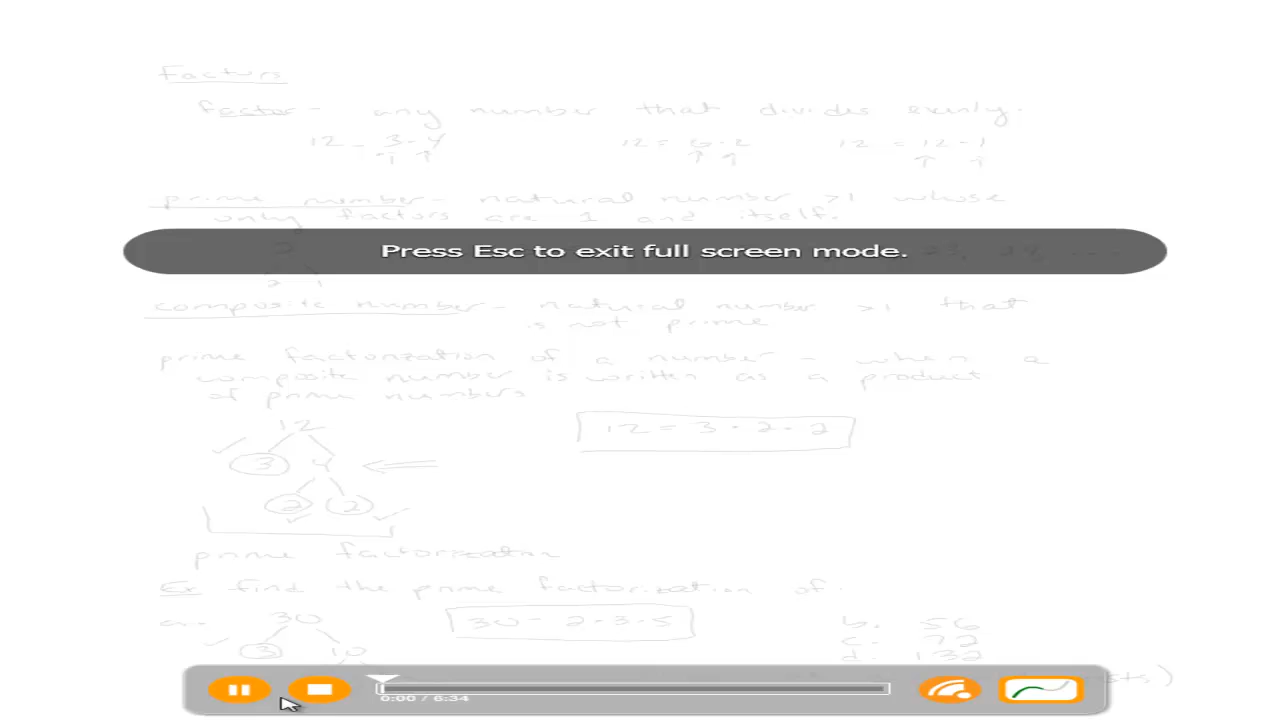 Factors
factor - any number that divides evenly.
12 = 3 · 4 12 = 6 · 2 12 = 12 · 1
prime number - natural number >1 whose
only factors are 1 and itself.
Press Esc to exit full screen mode.
composite number - natural number >1 that
is not prime
prime factorization of a number - when a
composite number is written as a product
of prime numbers
12
12 = 3 · 2 · 2
3 4
2 2
prime factorization
Ex find the prime factorization of:
a. 30 30 = 2 · 3 · 5 b. 56
c. 72
3 10 d. 132
0:00 / 6:34